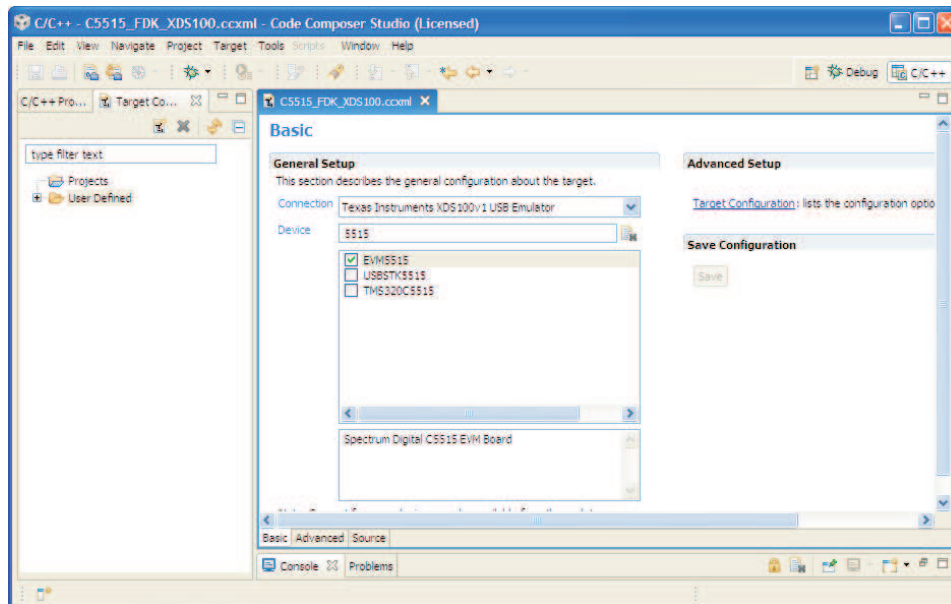 C/C++ - C5515_FDK_XDS100.ccxml - Code Composer Studio (Licensed)
File Edit View Navigate Project Target Tools Scripts Window Help
Debug C/C++
C/C++ Pro... Target Co...
C5515_FDK_XDS100.ccxml
type filter text
Projects
User Defined
Basic
General Setup
This section describes the general configuration about the target.
Connection Texas Instruments XDS100v1 USB Emulator
Device 5515
EVM5515
USBSTK5515
TMS320C5515
Spectrum Digital C5515 EVM Board
Advanced Setup
Target Configuration: lists the configuration optio
Save Configuration
Save
Basic Advanced Source
Console Problems